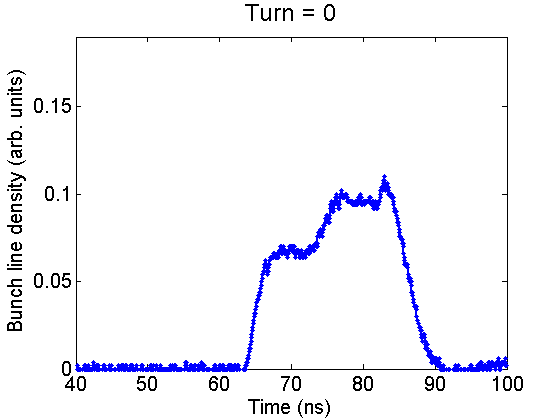 Turn = 0
Bunch line density (arb. units)
0.15
0.1
0.05
0
40 50 60 70 80 90 100
Time (ns)